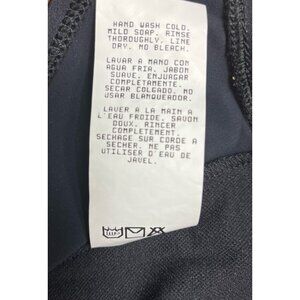 HAND WASH COLD.
MILD SOAP. RINSE
THOROUGHLY. LINE
DRY. NO BLEACH.
LAVAR A MANO CON
AGUA FRIA. JABON
SUAVE. ENJUAGAR
COMPLETAMENTE.
SECAR COLGADO. NO
USAR BLANQUEADOR.
LAVER A LA MAIN A
L'EAU FROIDE. SAVON
DOUX. RINCER
COMPLETEMENT.
SECHAGE SUR CORDE A
SECHER. NE PAS
UTILISER D'EAU DE
JAVEL.